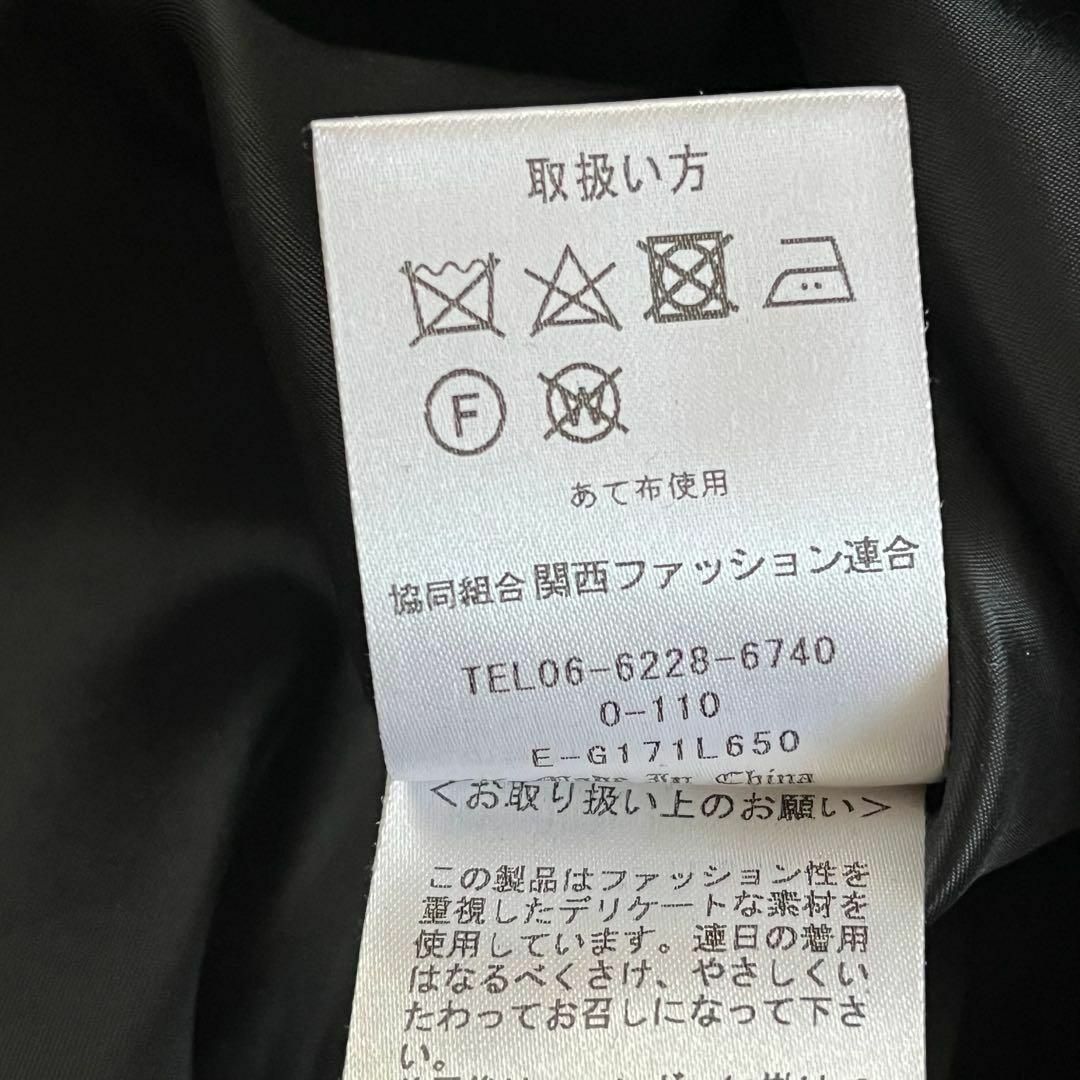 取扱い方
F W
あて布使用
協同組合関西ファッション連合
TEL06-6228-6740
0-110
E-G171L650
Made In China
<お取り扱い上のお願い>
この製品はファッション性を
重視したデリケートな素材を
使用しています。連日の着用
はなるべくさけ、やさしくい
たわってお召しになって下さ
い。